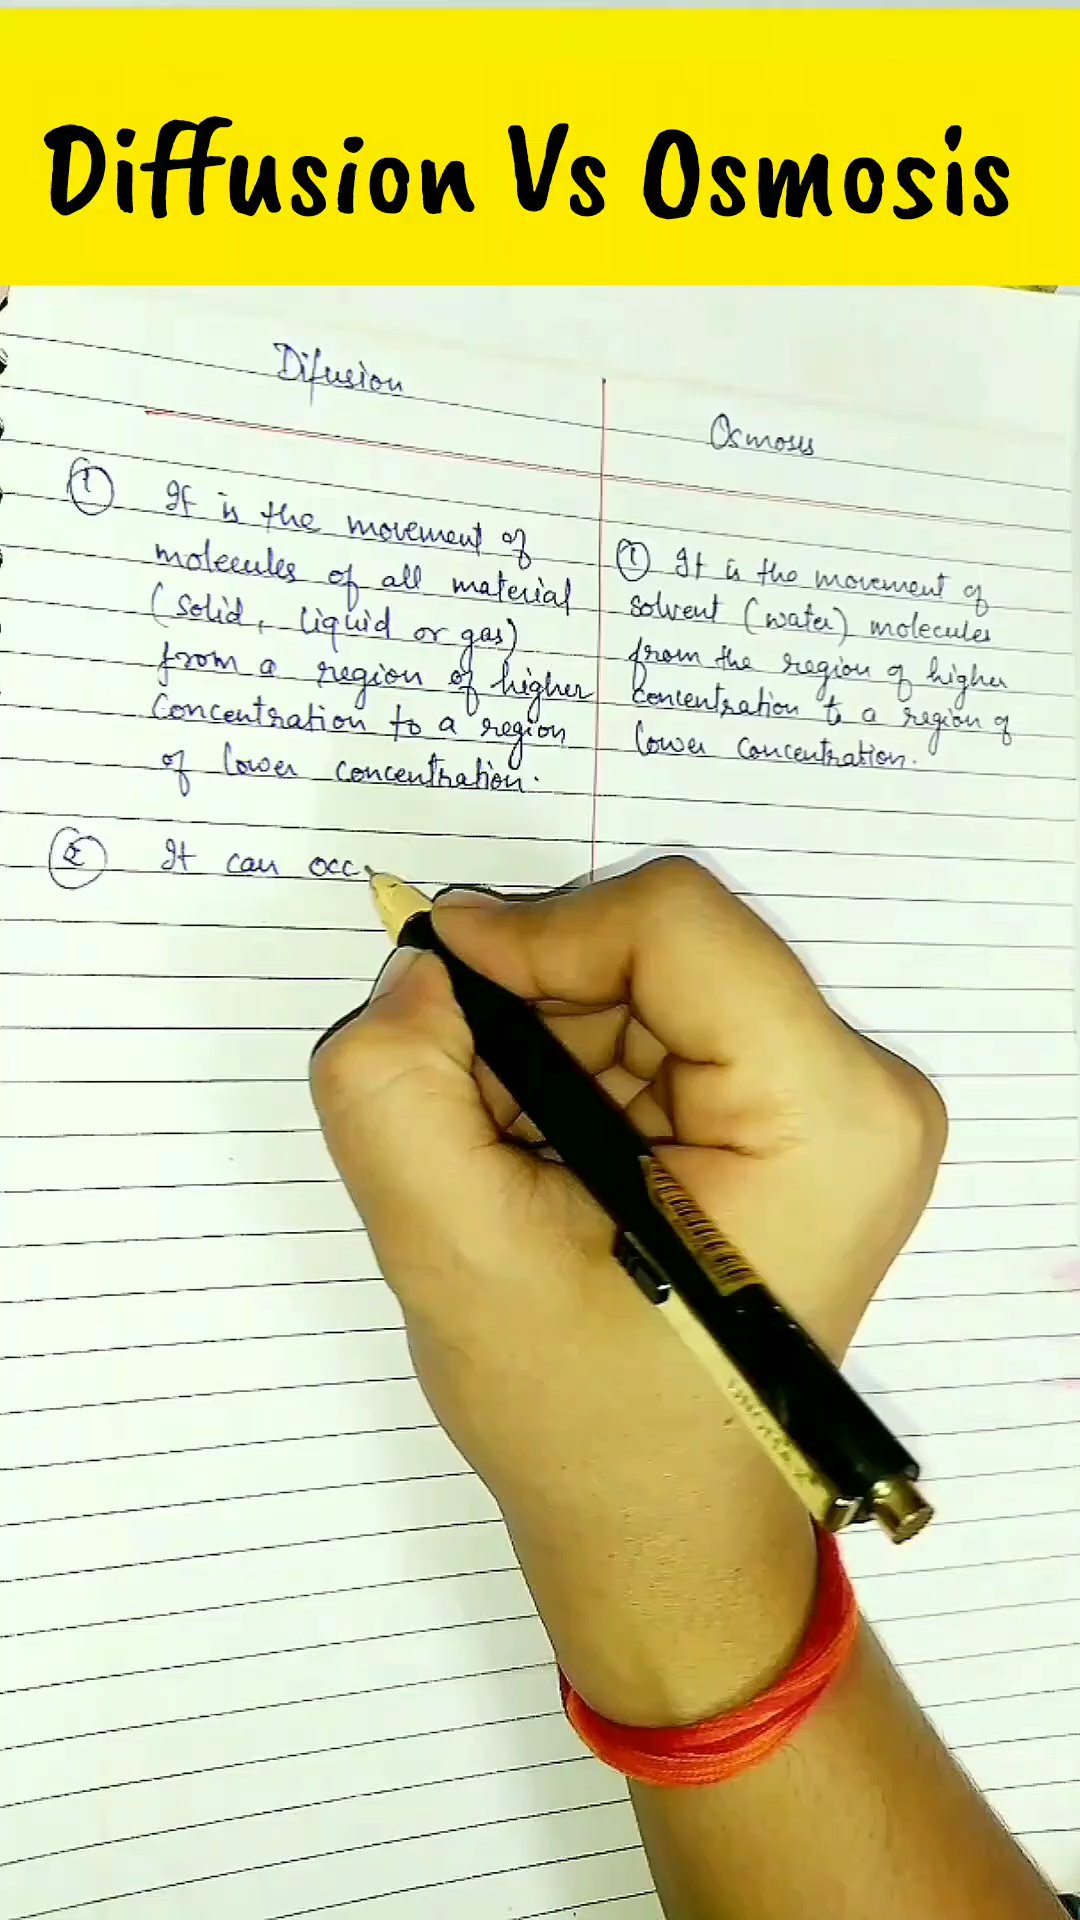 Diffusion Vs Osmosis
Difusion
① It is the movement of
molecules of all material
(solid, liquid or gas)
from a region of higher
Concentration to a region
of lower concentration.
② It can occ
Osmosis
① It is the movement of
solvent (water) molecules
from the region of higher
concentration to a region of
lower concentration.